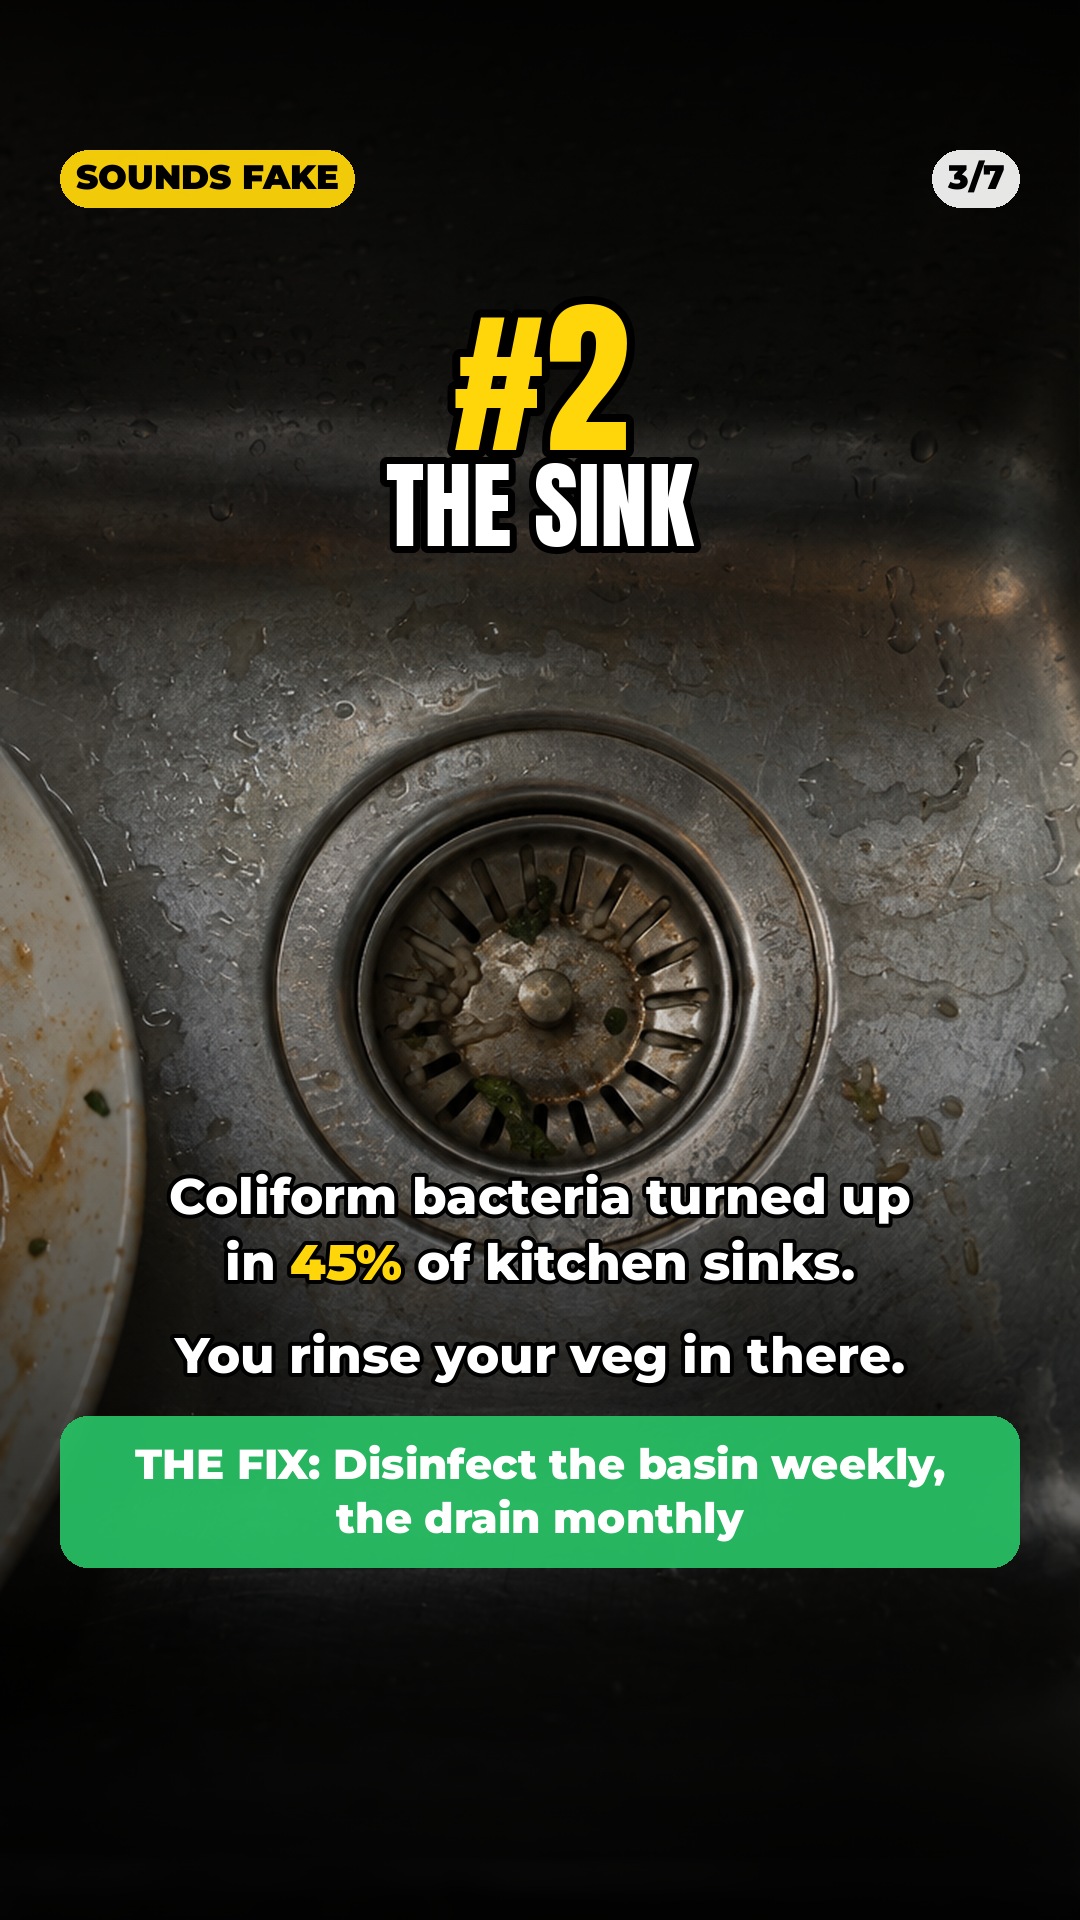 SOUNDS FAKE
3/7
#2
THE SINK
Coliform bacteria turned up
in 45% of kitchen sinks.
You rinse your veg in there.
THE FIX: Disinfect the basin weekly,
the drain monthly